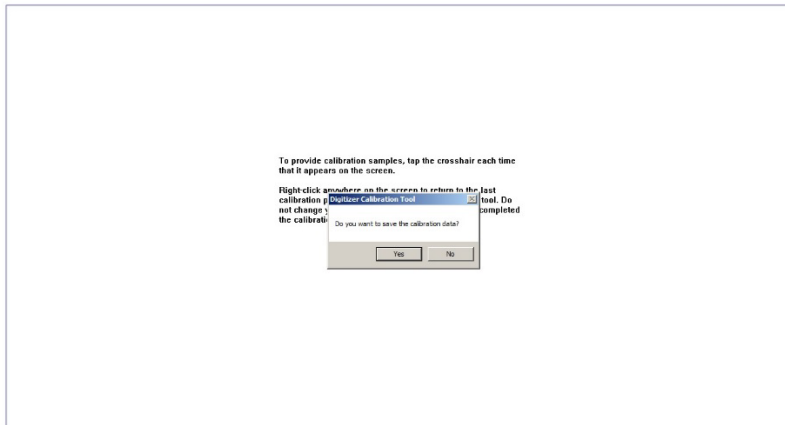 To provide calibration samples, tap the crosshair each time
that it appears on the screen.
Right-click anywhere on the screen to return to the last
calibration tool. Do
not change completed
the
Digitizer Calibration Tool
Do you want to save the calibration data?
Yes No